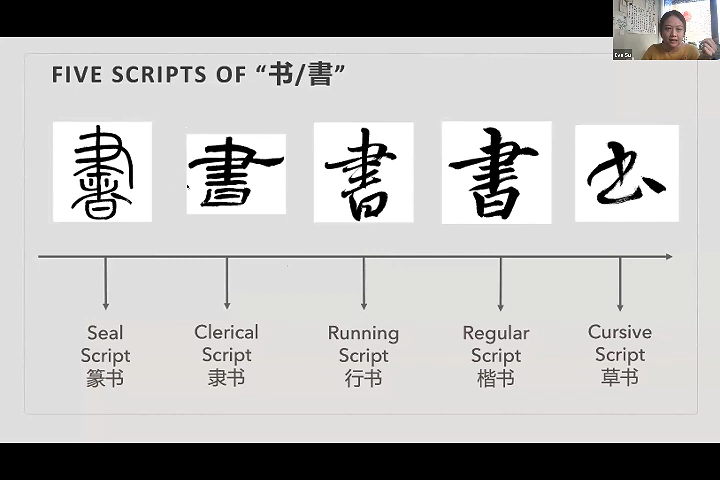 FIVE SCRIPTS OF “书/書”
書 書 書 書 书
Seal Script 篆书
Clerical Script 隶书
Running Script 行书
Regular Script 楷书
Cursive Script 草书